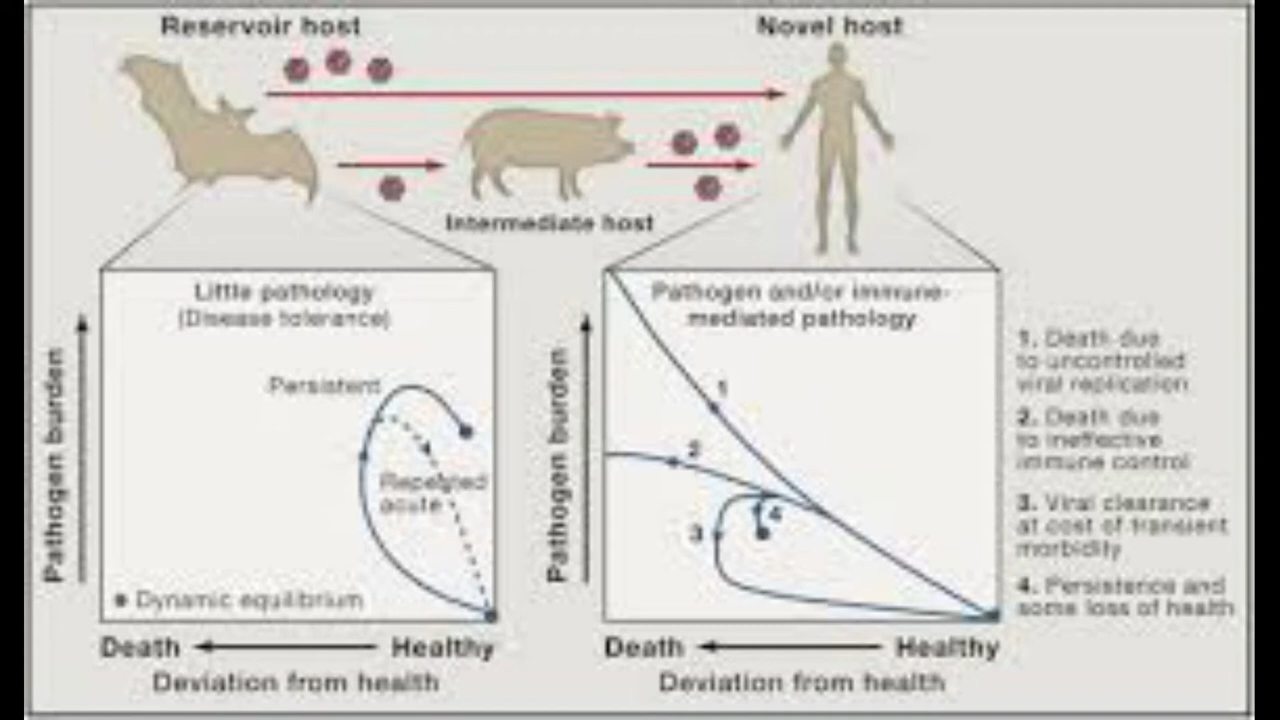 Reservoir host
Novel host
Intermediate host
Little pathology
(Disease tolerance)
Persistent
Repeated
acute
Dynamic equilibrium
Pathogen burden
Death
Healthy
Deviation from health
Pathogen and/or immune-
mediated pathology
1
2
3
4
Pathogen burden
Death
Healthy
Deviation from health
1. Death due
to uncontrolled
viral replication
2. Death due
to ineffective
immune control
3. Viral clearance
at cost of transient
morbidity
4. Persistence and
some loss of health